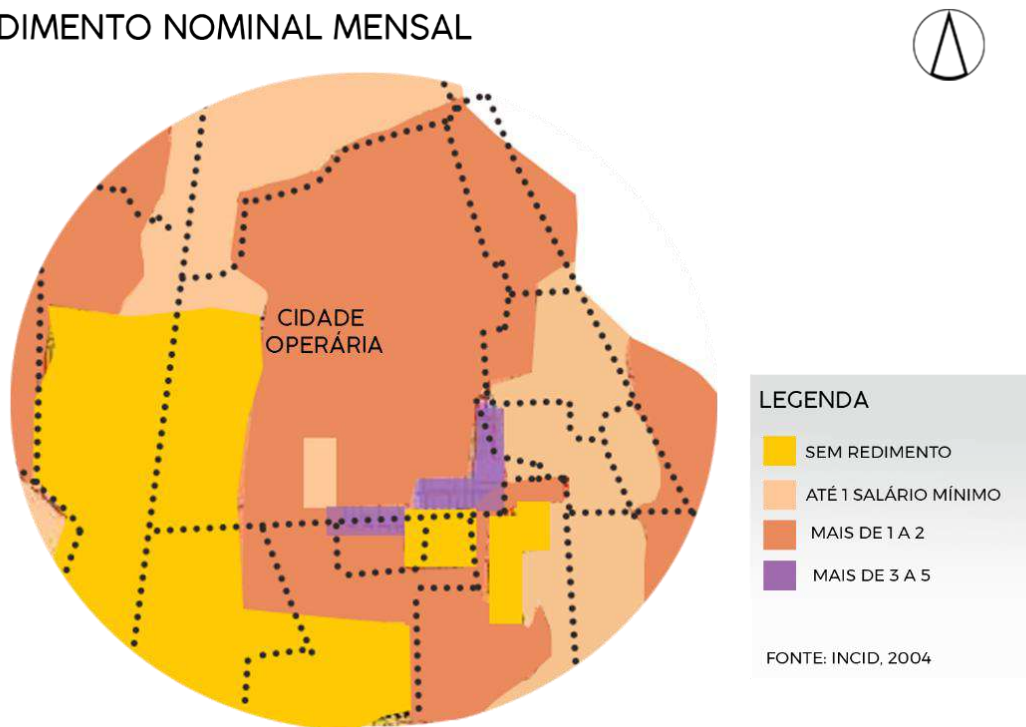 DIMENTO NOMINAL MENSAL
CIDADE
OPERÁRIA
LEGENDA
SEM REDIMENTO
ATÉ 1 SALÁRIO MÍNIMO
MAIS DE 1 A 2
MAIS DE 3 A 5
FONTE: INCID, 2004